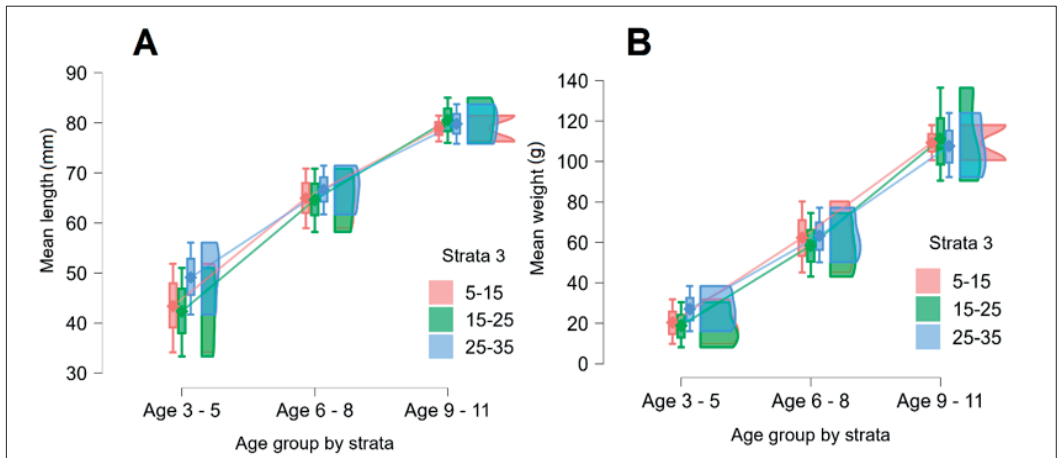 A
90
80
70
60
50
40
30
Mean length (mm)
Strata 3
5-15
15-25
25-35
Age 3 - 5 Age 6 - 8 Age 9 - 11
Age group by strata
B
140
120
100
80
60
40
20
0
Mean weight (g)
Strata 3
5-15
15-25
25-35
Age 3 - 5 Age 6 - 8 Age 9 - 11
Age group by strata